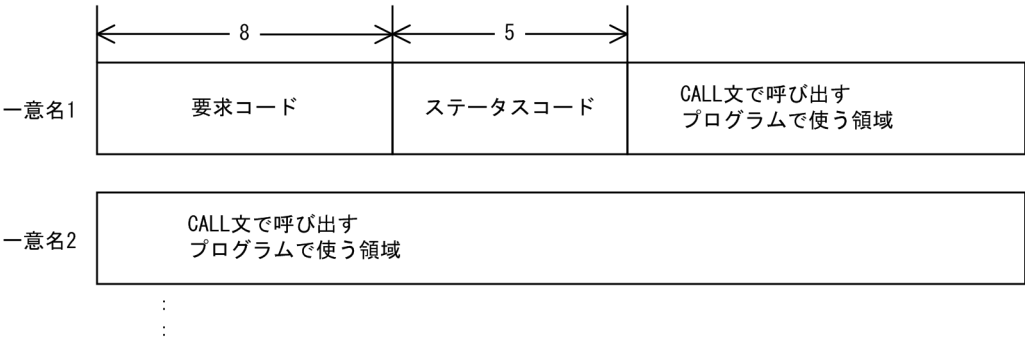 8
5
一意名1
要求コード
ステータスコード
CALL文で呼び出す
プログラムで使う領域
一意名2
CALL文で呼び出す
プログラムで使う領域
:
: